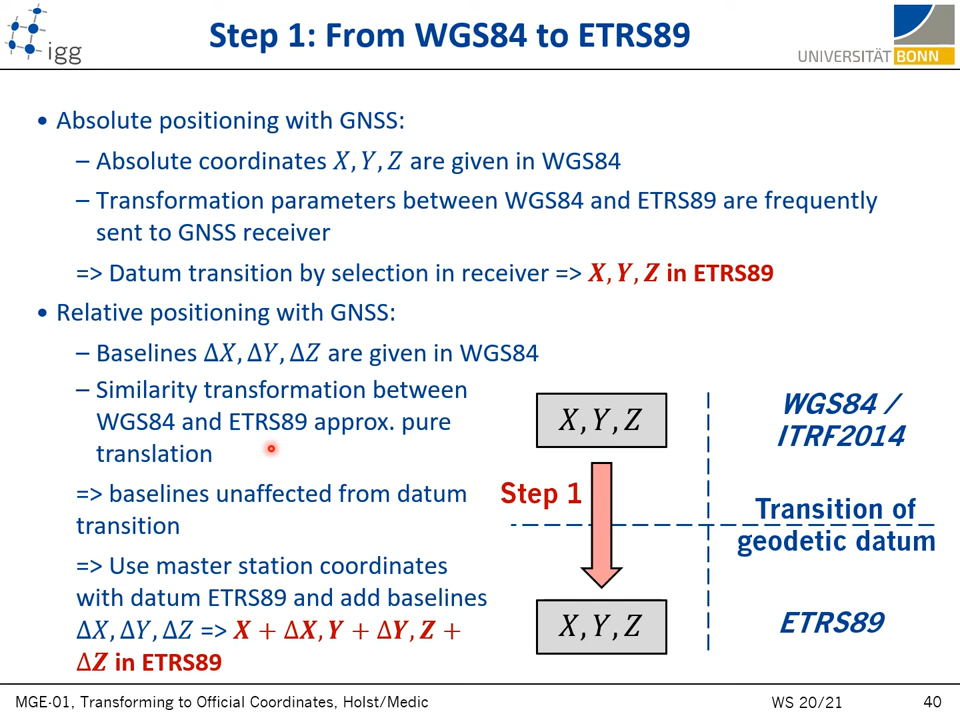 igg
Step 1: From WGS84 to ETRS89
UNIVERSITÄT BONN
• Absolute positioning with GNSS:
– Absolute coordinates X, Y, Z are given in WGS84
– Transformation parameters between WGS84 and ETRS89 are frequently
sent to GNSS receiver
=> Datum transition by selection in receiver => X, Y, Z in ETRS89
• Relative positioning with GNSS:
– Baselines ΔX, ΔY, ΔZ are given in WGS84
– Similarity transformation between
WGS84 and ETRS89 approx. pure
translation
=> baselines unaffected from datum
transition
=> Use master station coordinates
with datum ETRS89 and add baselines
ΔX, ΔY, ΔZ => X + ΔX, Y + ΔY, Z +
ΔZ in ETRS89
X, Y, Z
WGS84 /
ITRF2014
Step 1
Transition of
geodetic datum
X, Y, Z
ETRS89
MGE-01, Transforming to Official Coordinates, Holst/Medic
WS 20/21
40